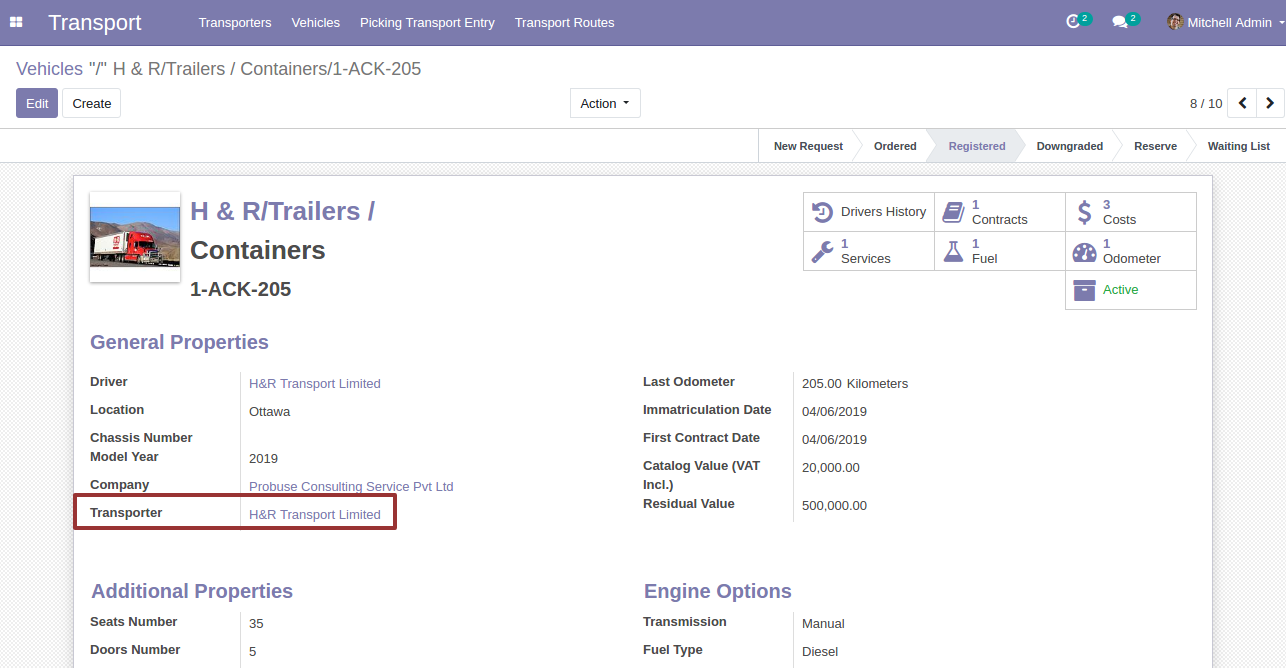 Transport
Transporters Vehicles Picking Transport Entry Transport Routes
2 2 Mitchell Admin
Vehicles "/" H & R/Trailers / Containers/1-ACK-205
Edit Create Action 8 / 10
New Request Ordered Registered Downgraded Reserve Waiting List
H & R/Trailers /
Containers
1-ACK-205
Drivers History
1 Contracts
3 Costs
1 Services
1 Fuel
1 Odometer
Active
General Properties
Driver H&R Transport Limited
Location Ottawa
Chassis Number
Model Year 2019
Company Probuse Consulting Service Pvt Ltd
Transporter H&R Transport Limited
Last Odometer 205.00 Kilometers
Immatriculation Date 04/06/2019
First Contract Date 04/06/2019
Catalog Value (VAT
Incl.) 20,000.00
Residual Value 500,000.00
Additional Properties
Seats Number 35
Doors Number 5
Engine Options
Transmission Manual
Fuel Type Diesel